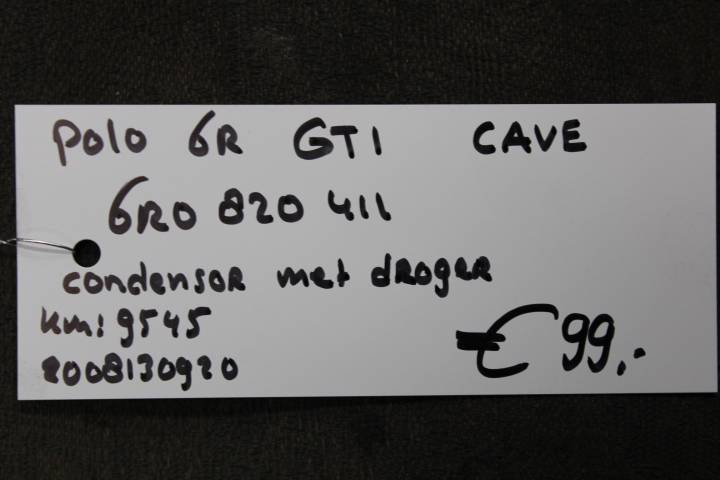 Polo 6R GTI CAVE
6R0 820 411
condensor met droger
km: 9545
2008130920
€ 99,-